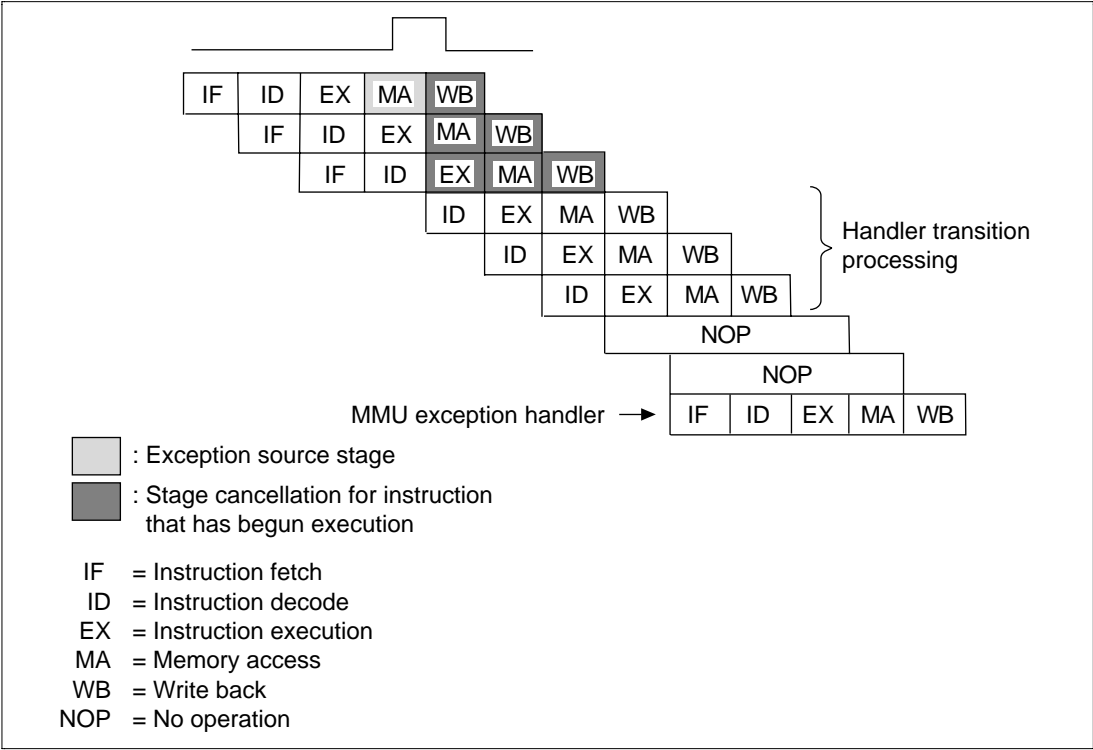 IF ID EX MA WB
IF ID EX MA WB
IF ID EX MA WB
ID EX MA WB
ID EX MA WB
ID EX MA WB
Handler transition
processing
NOP
NOP
MMU exception handler
IF ID EX MA WB
: Exception source stage
: Stage cancellation for instruction
that has begun execution
IF = Instruction fetch
ID = Instruction decode
EX = Instruction execution
MA = Memory access
WB = Write back
NOP = No operation